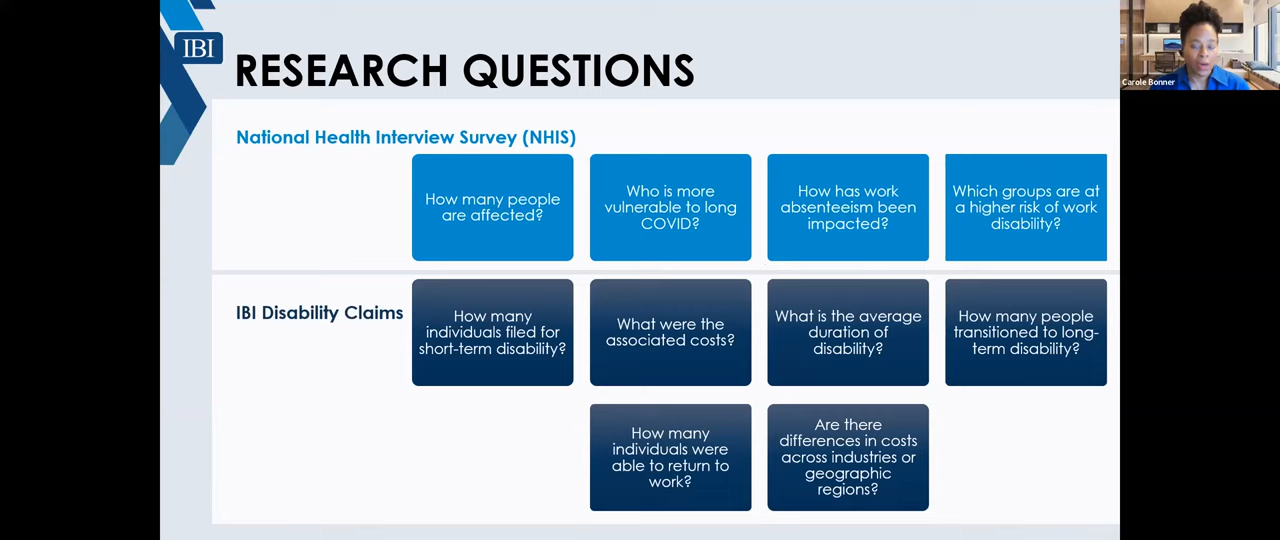 IBI
RESEARCH QUESTIONS
Carole Bonner
National Health Interview Survey (NHIS)
How many people
are affected?
Who is more
vulnerable to long
COVID?
How has work
absenteeism been
impacted?
Which groups are at
a higher risk of work
disability?
IBI Disability Claims
How many
individuals filed for
short-term disability?
What were the
associated costs?
What is the average
duration of
disability?
How many people
transitioned to long-
term disability?
How many
individuals were
able to return to
work?
Are there
differences in costs
across industries or
geographic
regions?